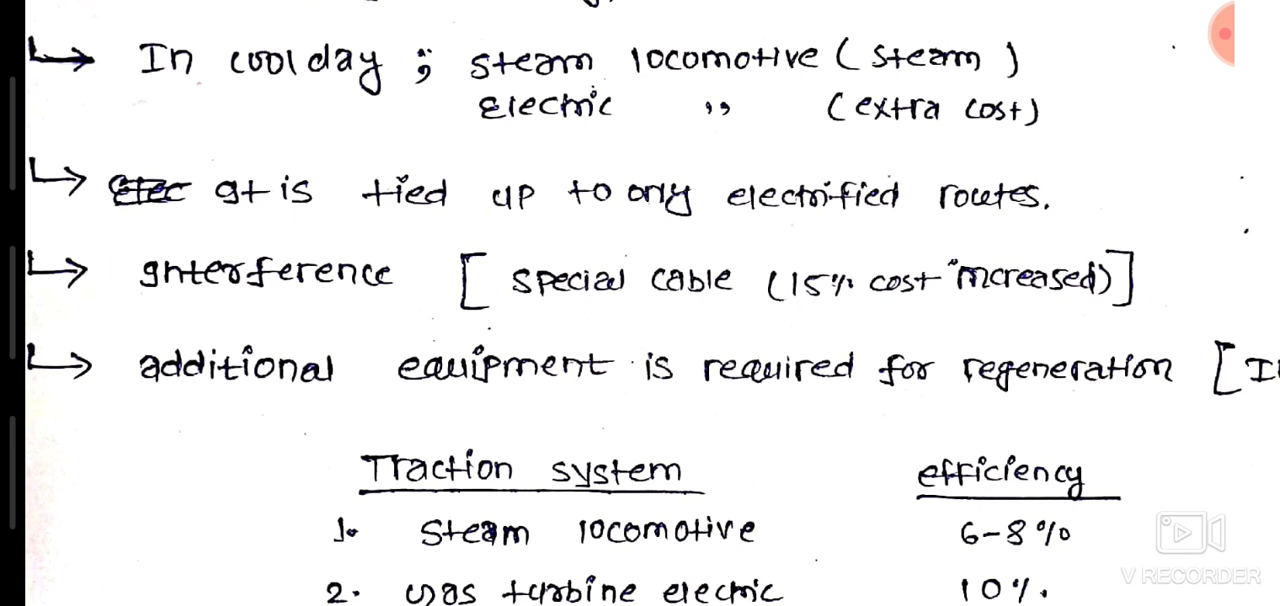 ↳ In cool day ; steam locomotive ( steam )
electric ,, ( extra cost )
↳ It is tied up to only electrified routes.
↳ Interference [ special cable (15% cost increased) ]
↳ additional equipment is required for regeneration [ I
Traction system efficiency
1. Steam locomotive 6-8%
2. Gas turbine electric 10%.
V RECORDER